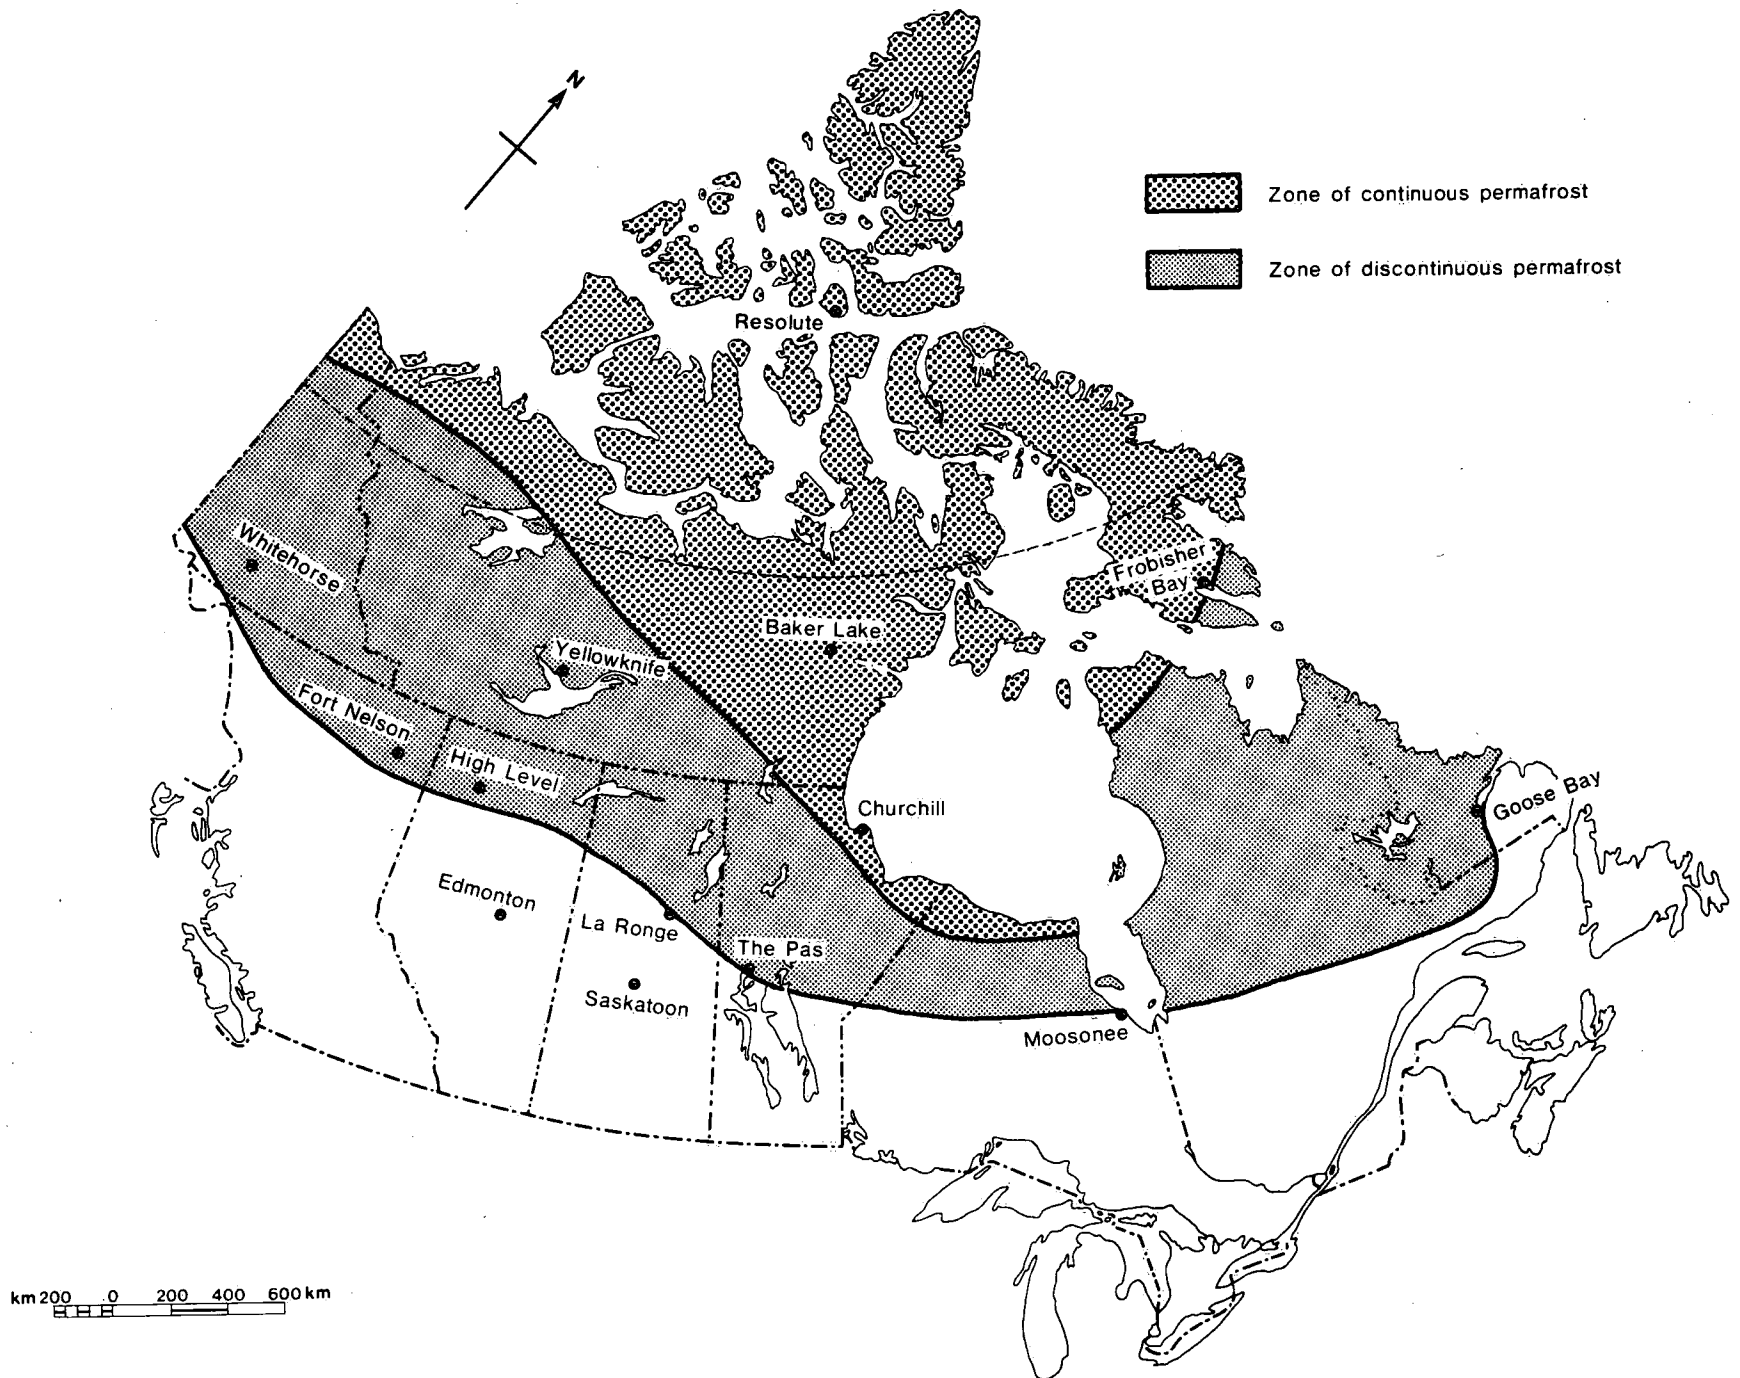 N
Zone of continuous permafrost
Zone of discontinuous permafrost
Resolute
Whitehorse
Frobisher
Bay
Baker Lake
Yellowknife
Fort Nelson
High Level
Churchill
Goose Bay
Edmonton
La Ronge
The Pas
Saskatoon
Moosonee
km 200 0 200 400 600 km